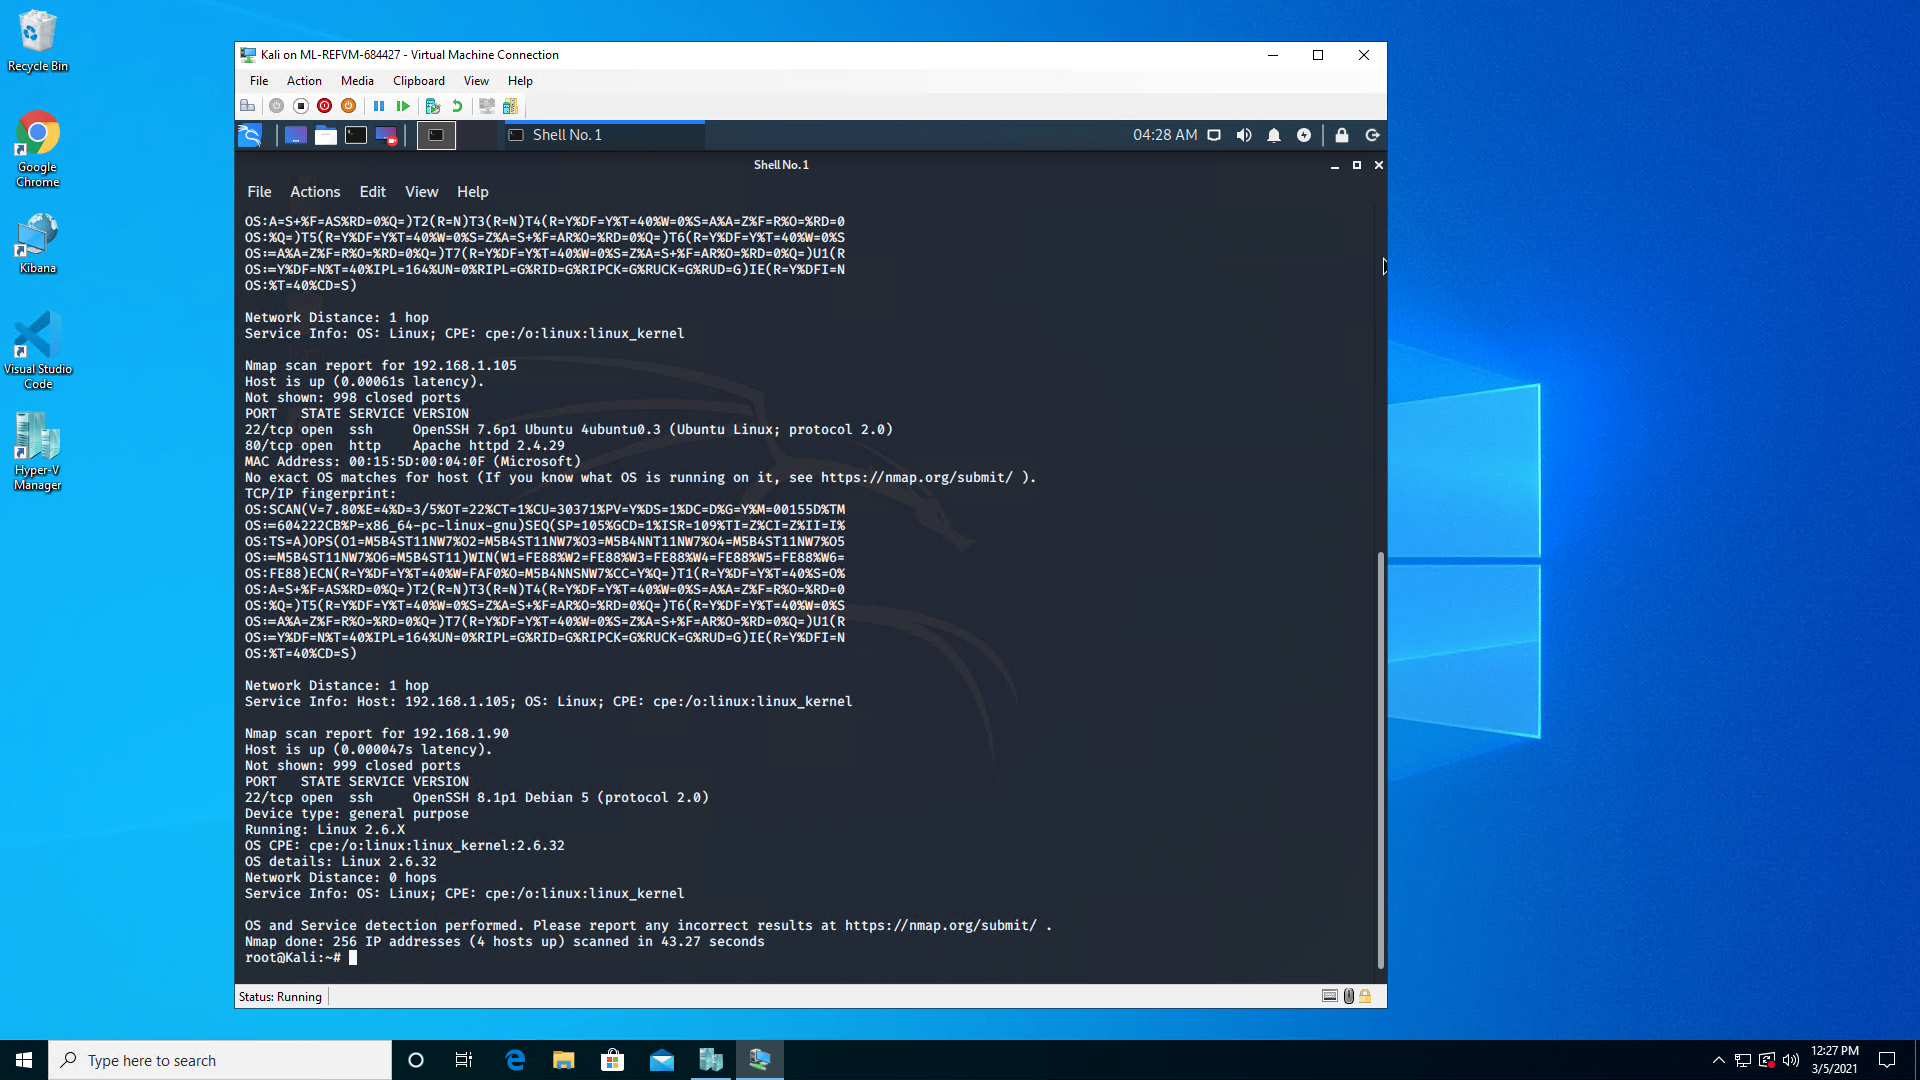 Recycle Bin
Google
Chrome
Kibana
Visual Studio
Code
Hyper-V
Manager
Kali on ML-REFVM-684427 - Virtual Machine Connection
File Action Media Clipboard View Help
Shell No. 1
04:28 AM
Shell No. 1
File Actions Edit View Help
OS:A=S+%F=AS%RD=0%Q=)T2(R=N)T3(R=N)T4(R=Y%DF=Y%T=40%W=0%S=A%A=Z%F=R%O=%RD=0
OS:%Q=)T5(R=Y%DF=Y%T=40%W=0%S=Z%A=S+%F=AR%O=%RD=0%Q=)T6(R=Y%DF=Y%T=40%W=0%S
OS:=A%A=Z%F=R%O=%RD=0%Q=)T7(R=Y%DF=Y%T=40%W=0%S=Z%A=S+%F=AR%O=%RD=0%Q=)U1(R
OS:=Y%DF=N%T=40%IPL=164%UN=0%RIPL=G%RID=G%RIPCK=G%RUCK=G%RUD=G)IE(R=Y%DFI=N
OS:%T=40%CD=S)
Network Distance: 1 hop
Service Info: OS: Linux; CPE: cpe:/o:linux:linux_kernel
Nmap scan report for 192.168.1.105
Host is up (0.00061s latency).
Not shown: 998 closed ports
PORT STATE SERVICE VERSION
22/tcp open ssh OpenSSH 7.6p1 Ubuntu 4ubuntu0.3 (Ubuntu Linux; protocol 2.0)
80/tcp open http Apache httpd 2.4.29
MAC Address: 00:15:5D:00:04:0F (Microsoft)
No exact OS matches for host (If you know what OS is running on it, see https://nmap.org/submit/ ).
TCP/IP fingerprint:
OS:SCAN(V=7.80%E=4%D=3/5%OT=22%CT=1%CU=30371%PV=Y%DS=1%DC=D%G=Y%M=00155D%TM
OS:=604222CB%P=x86_64-pc-linux-gnu)SEQ(SP=105%GCD=1%ISR=109%TI=Z%CI=Z%II=I%
OS:TS=A)OPS(O1=M5B4ST11NW7%O2=M5B4ST11NW7%O3=M5B4NNT11NW7%O4=M5B4ST11NW7%O5
OS:=M5B4ST11NW7%O6=M5B4ST11)WIN(W1=FE88%W2=FE88%W3=FE88%W4=FE88%W5=FE88%W6=
OS:FE88)ECN(R=Y%DF=Y%T=40%W=FAF0%O=M5B4NNSNW7%CC=Y%Q=)T1(R=Y%DF=Y%T=40%S=O%
OS:A=S+%F=AS%RD=0%Q=)T2(R=N)T3(R=N)T4(R=Y%DF=Y%T=40%W=0%S=A%A=Z%F=R%O=%RD=0
OS:%Q=)T5(R=Y%DF=Y%T=40%W=0%S=Z%A=S+%F=AR%O=%RD=0%Q=)T6(R=Y%DF=Y%T=40%W=0%S
OS:=A%A=Z%F=R%O=%RD=0%Q=)T7(R=Y%DF=Y%T=40%W=0%S=Z%A=S+%F=AR%O=%RD=0%Q=)U1(R
OS:=Y%DF=N%T=40%IPL=164%UN=0%RIPL=G%RID=G%RIPCK=G%RUCK=G%RUD=G)IE(R=Y%DFI=N
OS:%T=40%CD=S)
Network Distance: 1 hop
Service Info: Host: 192.168.1.105; OS: Linux; CPE: cpe:/o:linux:linux_kernel
Nmap scan report for 192.168.1.90
Host is up (0.000047s latency).
Not shown: 999 closed ports
PORT STATE SERVICE VERSION
22/tcp open ssh OpenSSH 8.1p1 Debian 5 (protocol 2.0)
Device type: general purpose
Running: Linux 2.6.X
OS CPE: cpe:/o:linux:linux_kernel:2.6.32
OS details: Linux 2.6.32
Network Distance: 0 hops
Service Info: OS: Linux; CPE: cpe:/o:linux:linux_kernel
OS and Service detection performed. Please report any incorrect results at https://nmap.org/submit/ .
Nmap done: 256 IP addresses (4 hosts up) scanned in 43.27 seconds
root@Kali:~#
Status: Running
Type here to search
12:27 PM
3/5/2021